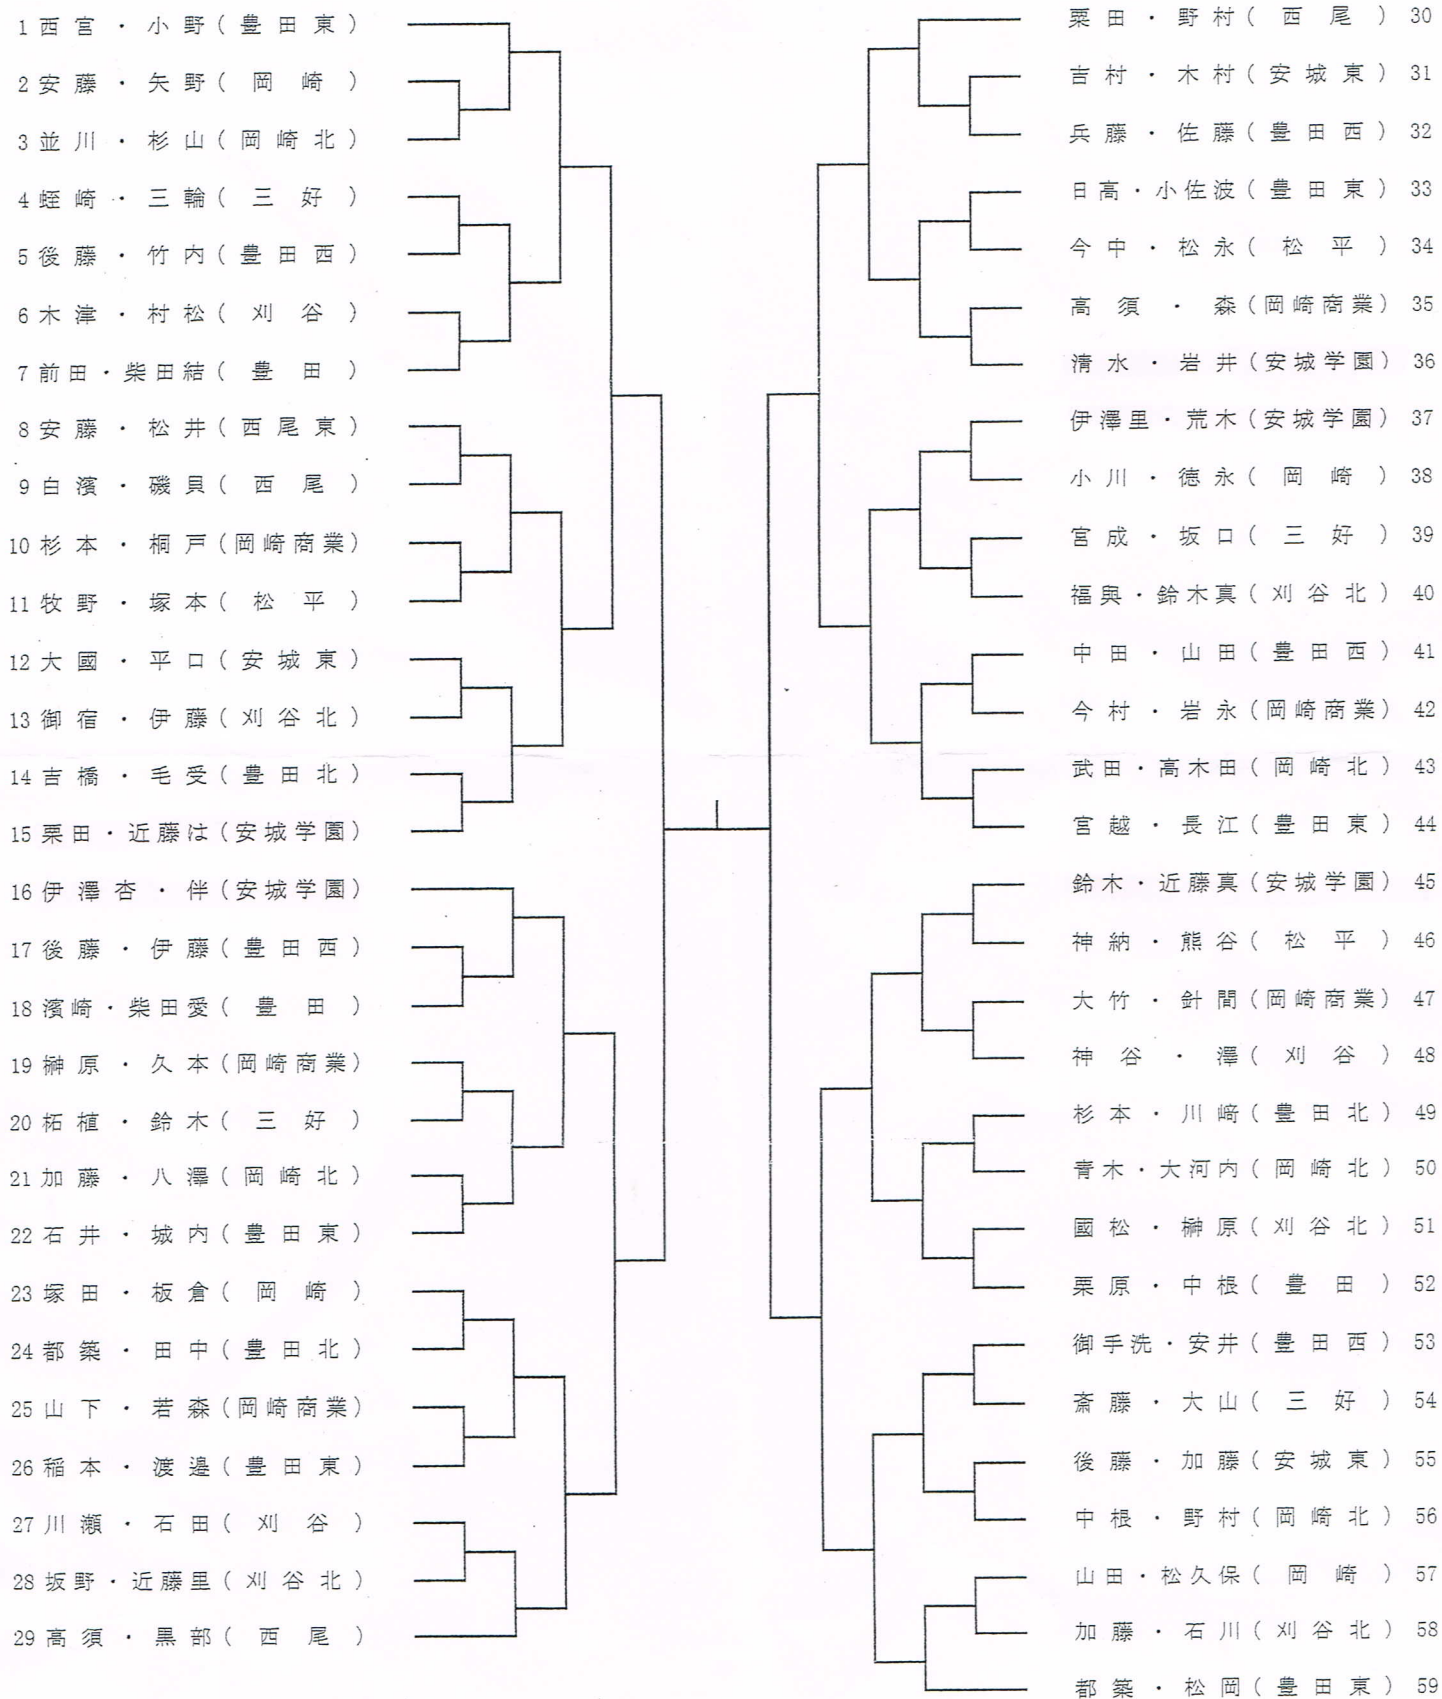 1 西宮・小野(豊田東)
2 安藤・矢野(岡崎)
3 並川・杉山(岡崎北)
4 蛭崎・三輪(三好)
5 後藤・竹内(豊田西)
6 木津・村松(刈谷)
7 前田・柴田結(豊田)
8 安藤・松井(西尾東)
9 白濱・磯貝(西尾)
10 杉本・桐戸(岡崎商業)
11 牧野・塚本(松平)
12 大國・平口(安城東)
13 御宿・伊藤(刈谷北)
14 吉橋・毛受(豊田北)
15 栗田・近藤は(安城学園)
16 伊澤杏・伴(安城学園)
17 後藤・伊藤(豊田西)
18 濱崎・柴田愛(豊田)
19 榊原・久本(岡崎商業)
20 柘植・鈴木(三好)
21 加藤・八澤(岡崎北)
22 石井・城内(豊田東)
23 塚田・板倉(岡崎)
24 都築・田中(豊田北)
25 山下・若森(岡崎商業)
26 稲本・渡邉(豊田東)
27 川瀬・石田(刈谷)
28 坂野・近藤里(刈谷北)
29 高須・黒部(西尾)
粟田・野村(西尾) 30
吉村・木村(安城東) 31
兵藤・佐藤(豊田西) 32
日高・小佐波(豊田東) 33
今中・松永(松平) 34
高須・森(岡崎商業) 35
清水・岩井(安城学園) 36
伊澤里・荒木(安城学園) 37
小川・徳永(岡崎) 38
宮成・坂口(三好) 39
福與・鈴木真(刈谷北) 40
中田・山田(豊田西) 41
今村・岩永(岡崎商業) 42
武田・高木田(岡崎北) 43
宮越・長江(豊田東) 44
鈴木・近藤真(安城学園) 45
神納・熊谷(松平) 46
大竹・針間(岡崎商業) 47
神谷・澤(刈谷) 48
杉本・川﨑(豊田北) 49
青木・大河内(岡崎北) 50
國松・榊原(刈谷北) 51
栗原・中根(豊田) 52
御手洗・安井(豊田西) 53
斎藤・大山(三好) 54
後藤・加藤(安城東) 55
中根・野村(岡崎北) 56
山田・松久保(岡崎) 57
加藤・石川(刈谷北) 58
都築・松岡(豊田東) 59